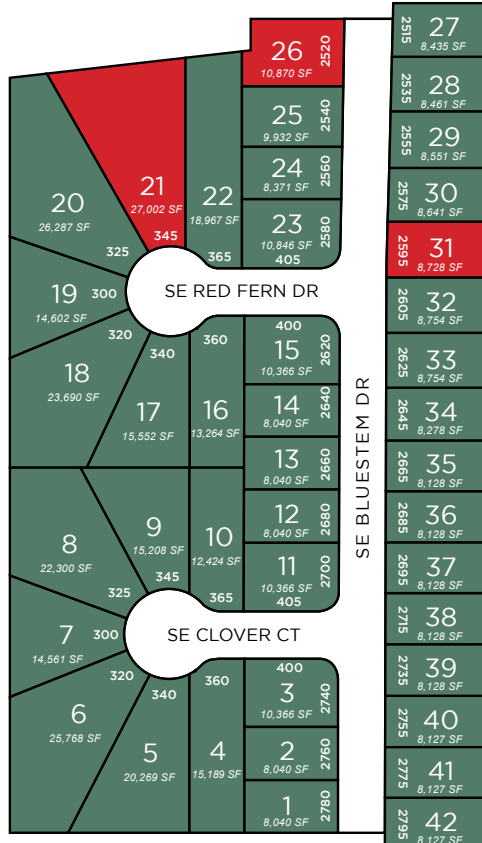 26
10,870 SF
2520
25
9,932 SF
2540
24
8,371 SF
2560
23
10,846 SF
2580
405
22
18,967 SF
365
21
27,002 SF
345
20
26,287 SF
325
19
14,602 SF
300
18
23,690 SF
320
17
15,552 SF
340
16
13,264 SF
360
SE RED FERN DR
400
15
10,366 SF
2620
14
8,040 SF
2640
13
8,040 SF
2660
12
8,040 SF
2680
11
10,366 SF
2700
405
10
12,424 SF
365
9
15,208 SF
345
8
22,300 SF
325
7
14,561 SF
300
6
25,768 SF
320
5
20,269 SF
340
4
15,189 SF
360
SE CLOVER CT
400
3
10,366 SF
2740
2
8,040 SF
2760
1
8,040 SF
2780
SE BLUESTEM DR
2515
27
8,435 SF
2535
28
8,461 SF
2555
29
8,551 SF
2575
30
8,641 SF
2595
31
8,728 SF
2605
32
8,754 SF
2625
33
8,754 SF
2645
34
8,278 SF
2665
35
8,128 SF
2685
36
8,128 SF
2695
37
8,128 SF
2715
38
8,128 SF
2735
39
8,128 SF
2755
40
8,127 SF
2775
41
8,127 SF
2795
42
8,127 SF